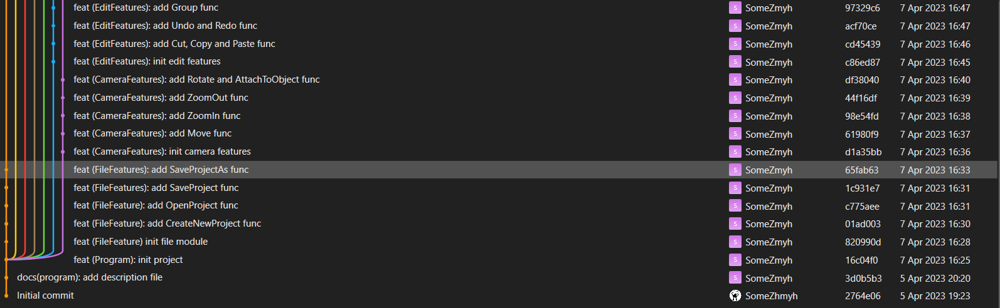 feat (EditFeatures): add Group func S SomeZmyh 97329c6 7 Apr 2023 16:47
feat (EditFeatures): add Undo and Redo func S SomeZmyh acf70ce 7 Apr 2023 16:47
feat (EditFeatures): add Cut, Copy and Paste func S SomeZmyh cd45439 7 Apr 2023 16:46
feat (EditFeatures): init edit features S SomeZmyh c86ed87 7 Apr 2023 16:45
feat (CameraFeatures): add Rotate and AttachToObject func S SomeZmyh df38040 7 Apr 2023 16:40
feat (CameraFeatures): add ZoomOut func S SomeZmyh 44f16df 7 Apr 2023 16:39
feat (CameraFeatures): add ZoomIn func S SomeZmyh 98e54fd 7 Apr 2023 16:38
feat (CameraFeatures): add Move func S SomeZmyh 61980f9 7 Apr 2023 16:37
feat (CameraFeatures): init camera features S SomeZmyh d1a35bb 7 Apr 2023 16:36
feat (FileFeatures): add SaveProjectAs func S SomeZmyh 65fab63 7 Apr 2023 16:33
feat (FileFeatures): add SaveProject func S SomeZmyh 1c931e7 7 Apr 2023 16:31
feat (FileFeature): add OpenProject func S SomeZmyh c775aee 7 Apr 2023 16:31
feat (FileFeature): add CreateNewProject func S SomeZmyh 01ad003 7 Apr 2023 16:30
feat (FileFeature) init file module S SomeZmyh 820990d 7 Apr 2023 16:28
feat (Program): init project S SomeZmyh 16c04f0 7 Apr 2023 16:25
docs(program): add description file S SomeZmyh 3d0b5b3 5 Apr 2023 20:20
Initial commit SomeZhmyh 2764e06 5 Apr 2023 19:23